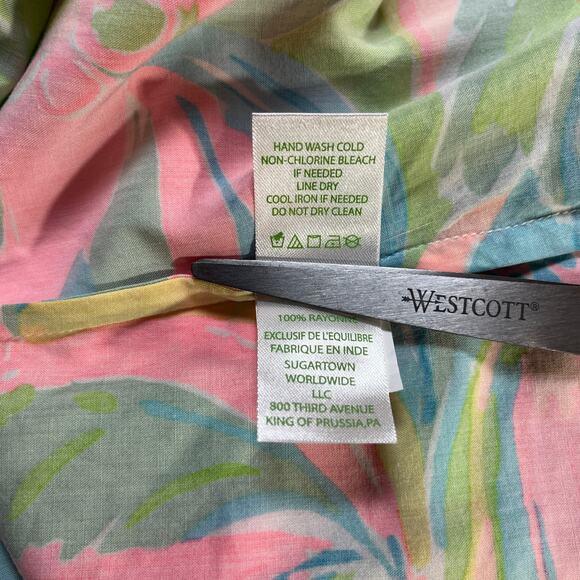 HAND WASH COLD
NON-CHLORINE BLEACH
IF NEEDED
LINE DRY
COOL IRON IF NEEDED
DO NOT DRY CLEAN
WESTCOTT®
100% RAYONNE
EXCLUSIF DE L'EQUILIBRE
FABRIQUE EN INDE
SUGARTOWN
WORLDWIDE
LLC
800 THIRD AVENUE
KING OF PRUSSIA,PA